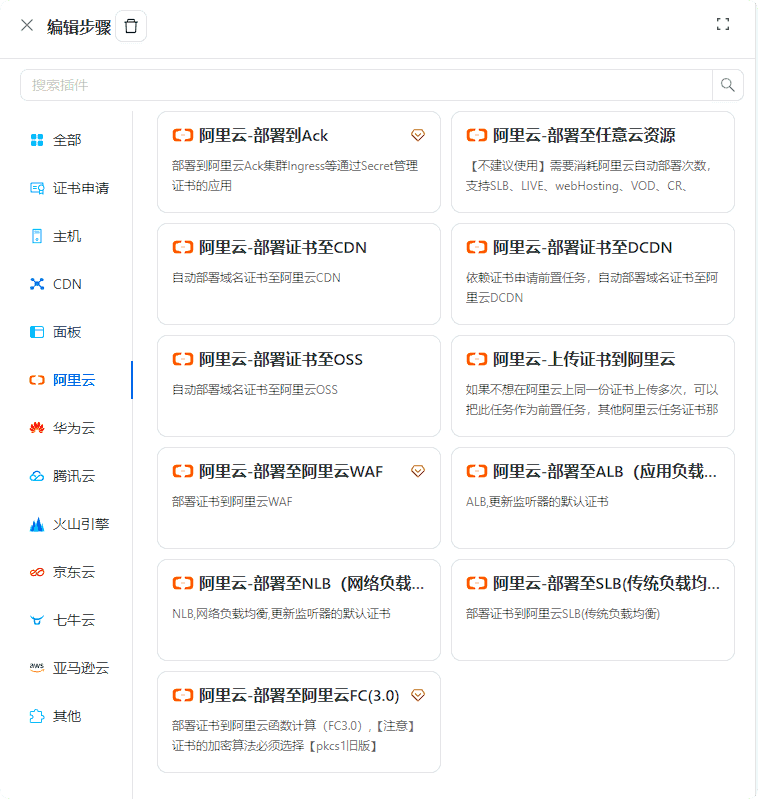 编辑步骤
搜索插件
全部
证书申请
主机
CDN
面板
阿里云
华为云
腾讯云
火山引擎
京东云
七牛云
aws 亚马逊云
其他
阿里云-部署到Ack
部署到阿里云Ack集群Ingress等通过Secret管理
证书的应用
阿里云-部署至任意云资源
【不建议使用】需要消耗阿里云自动部署次数，
支持SLB、LIVE、webHosting、VOD、CR、
阿里云-部署证书至CDN
自动部署域名证书至阿里云CDN
阿里云-部署证书至DCDN
依赖证书申请前置任务，自动部署域名证书至阿
里云DCDN
阿里云-部署证书至OSS
自动部署域名证书至阿里云OSS
阿里云-上传证书到阿里云
如果不想在阿里云上同一份证书上传多次，可以
把此任务作为前置任务，其他阿里云任务证书那
阿里云-部署至阿里云WAF
部署证书到阿里云WAF
阿里云-部署至ALB（应用负载...
ALB,更新监听器的默认证书
阿里云-部署至NLB（网络负载...
NLB,网络负载均衡,更新监听器的默认证书
阿里云-部署至SLB(传统负载均...
部署证书到阿里云SLB(传统负载均衡)
阿里云-部署至阿里云FC(3.0)
部署证书到阿里云函数计算（FC3.0）,【注意】
证书的加密算法必须选择【pkcs1旧版】